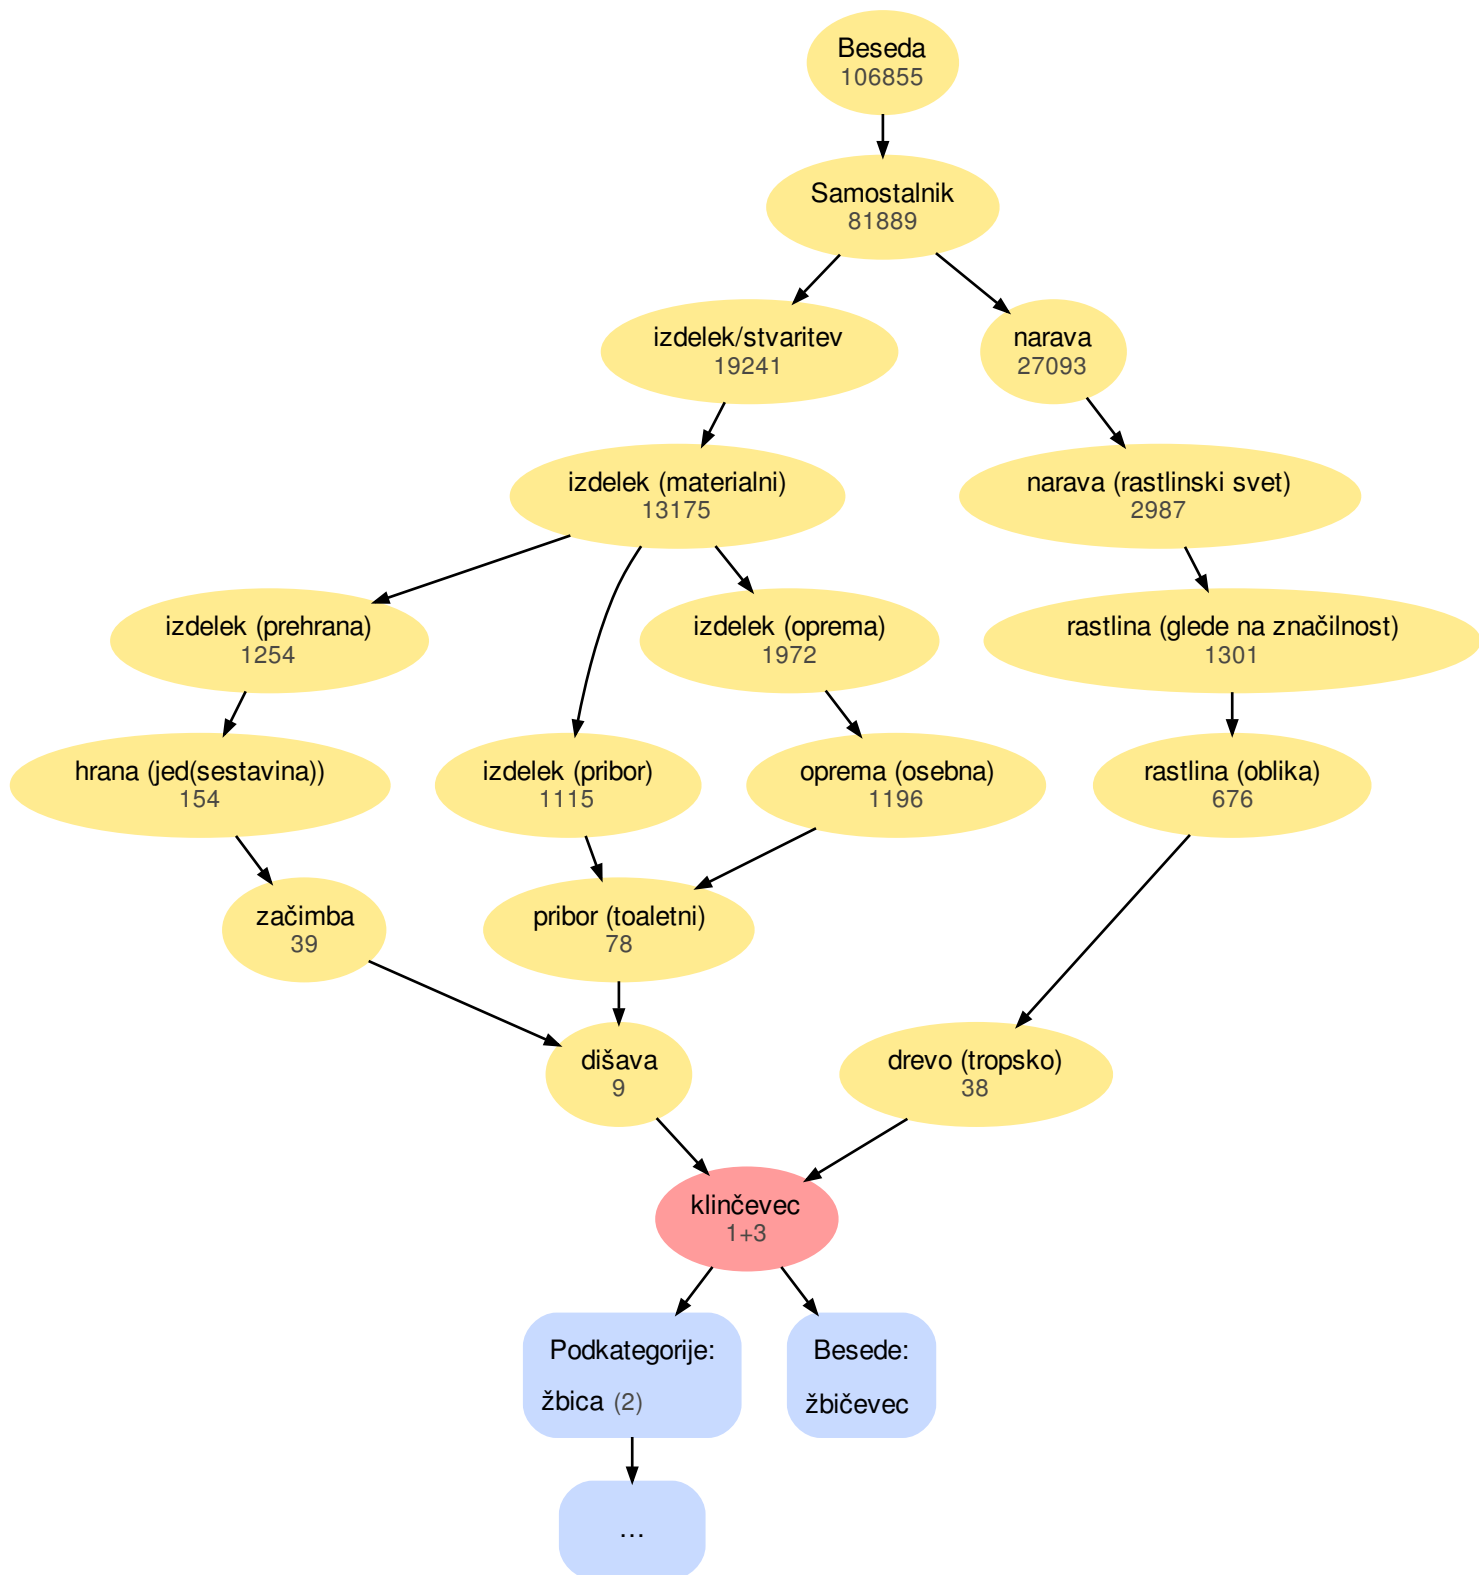 Beseda
106855
Samostalnik
81889
izdelek/stvaritev
19241
narava
27093
izdelek (materialni)
13175
narava (rastlinski svet)
2987
izdelek (prehrana)
1254
izdelek (oprema)
1972
rastlina (glede na značilnost)
1301
hrana (jed(sestavina))
154
izdelek (pribor)
1115
oprema (osebna)
1196
rastlina (oblika)
676
začimba
39
pribor (toaletni)
78
dišava
9
drevo (tropsko)
38
klinčevec
1+3
Podkategorije:
žbica (2)
Besede:
žbičevec
...